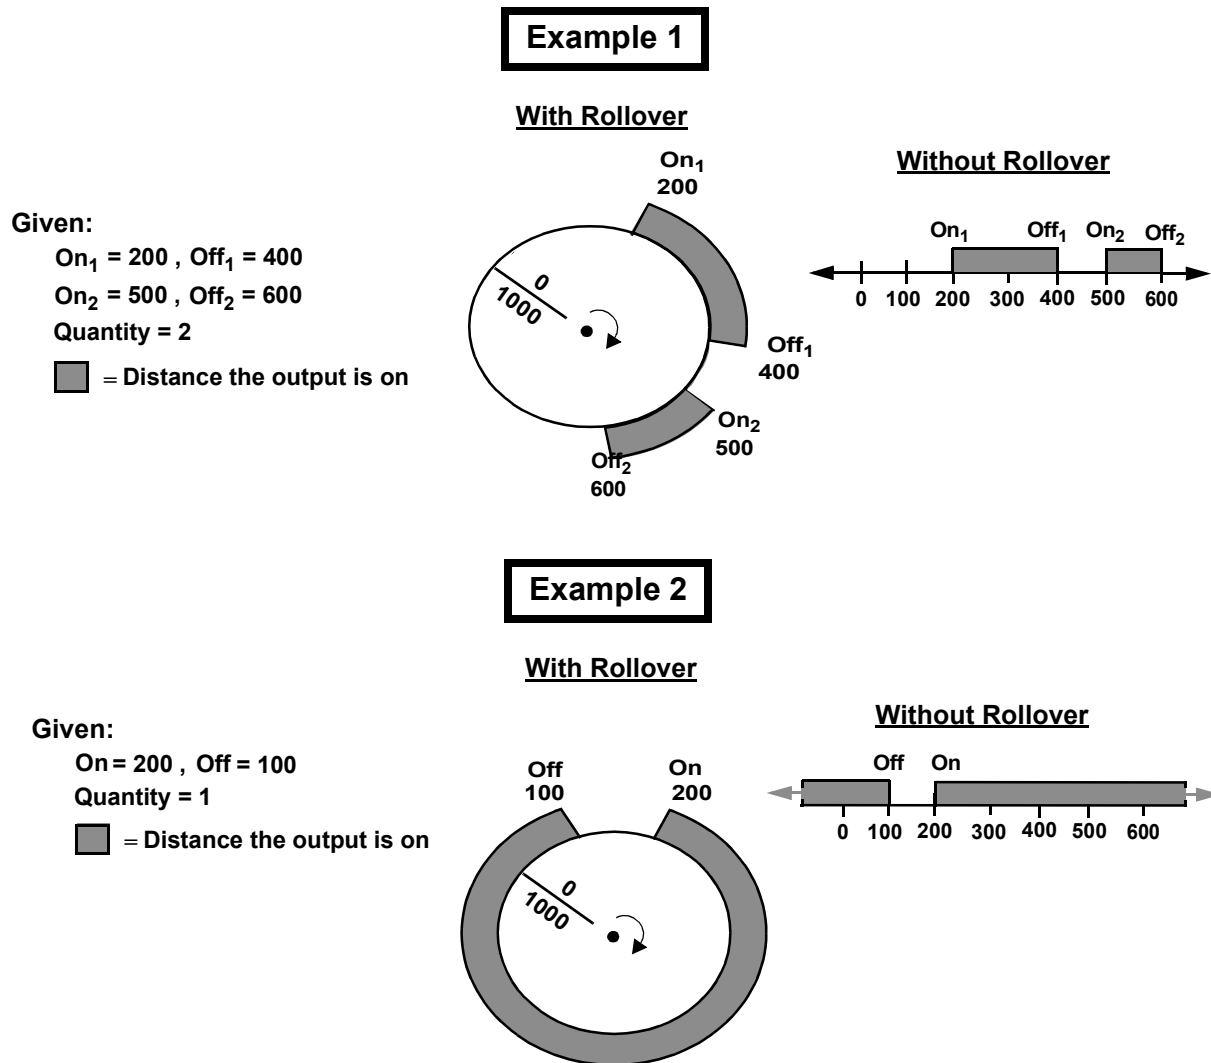 Example 1
With Rollover
Without Rollover
Given:
On1 = 200 , Off1 = 400
On2 = 500 , Off2 = 600
Quantity = 2
= Distance the output is on
On1
200
0
1000
Off1
400
On2
500
Off2
600
On1 Off1 On2 Off2
0 100 200 300 400 500 600
Example 2
With Rollover
Without Rollover
Given:
On = 200 , Off = 100
Quantity = 1
= Distance the output is on
Off
100
On
200
0
1000
Off On
0 100 200 300 400 500 600